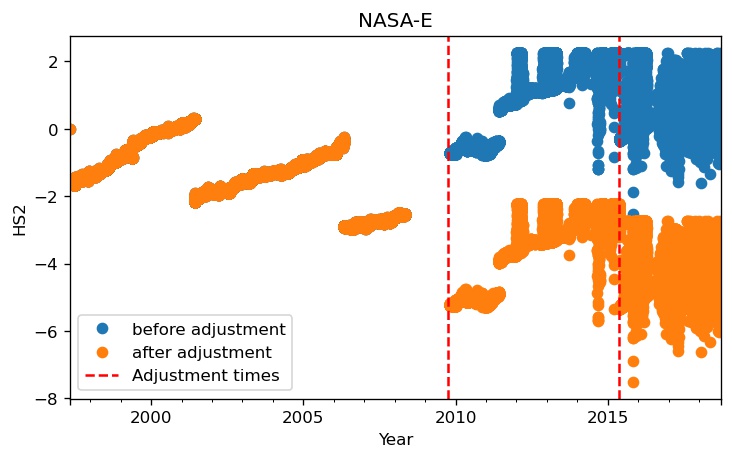 NASA-E
HS2
2
0
−2
−4
−6
−8
before adjustment
after adjustment
Adjustment times
2000 2005 2010 2015
Year